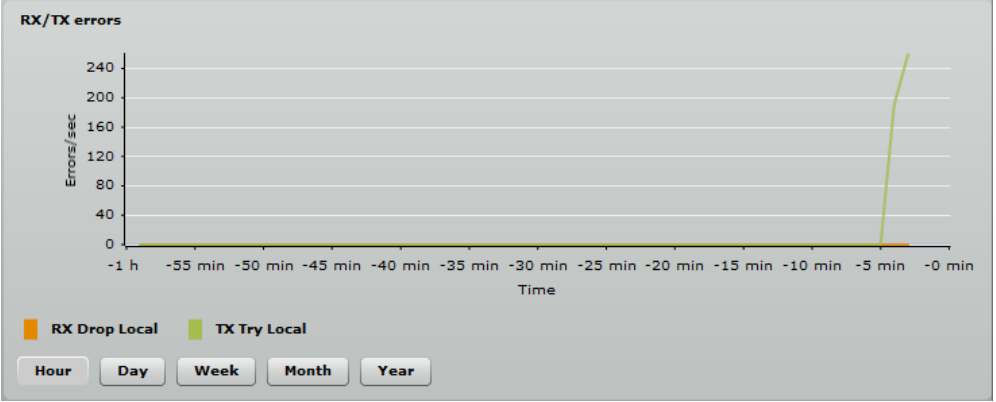 RX/TX errors
240
200
160
120
80
40
0
Errors/sec
-1 h -55 min -50 min -45 min -40 min -35 min -30 min -25 min -20 min -15 min -10 min -5 min -0 min
Time
RX Drop Local TX Try Local
Hour Day Week Month Year